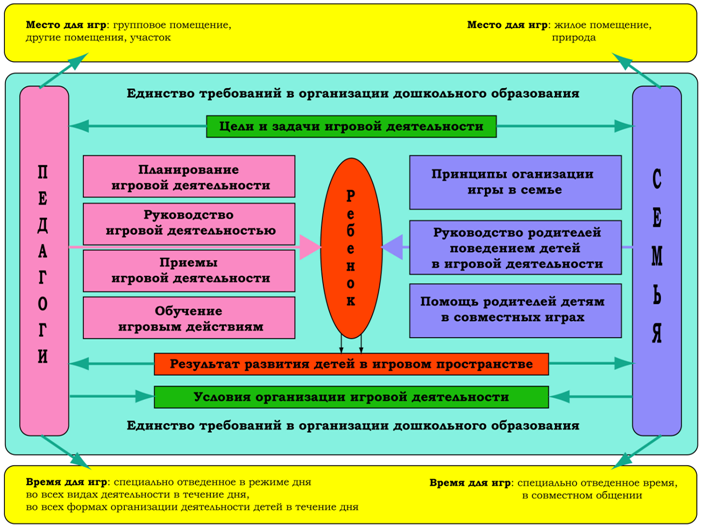 Место для игр: групповое помещение,
другие помещения, участок
Место для игр: жилое помещение,
природа
Единство требований в организации дошкольного образования
Цели и задачи игровой деятельности
ПЕДАГОГИ
Планирование
игровой деятельности
Руководство
игровой деятельностью
Приемы
игровой деятельности
Обучение
игровым действиям
Ребенок
Принципы оганизации
игры в семье
Руководство родителей
поведением детей
в игровой деятельности
Помощь родителей детям
в совместных играх
СЕМЬЯ
Результат развития детей в игровом пространстве
Условия организации игровой деятельности
Единство требований в организации дошкольного образования
Время для игр: специально отведенное в режиме дня
во всех видах деятельности в течение дня,
во всех формах организации деятельности детей в течение дня
Время для игр: специально отведенное время,
в совместном общении